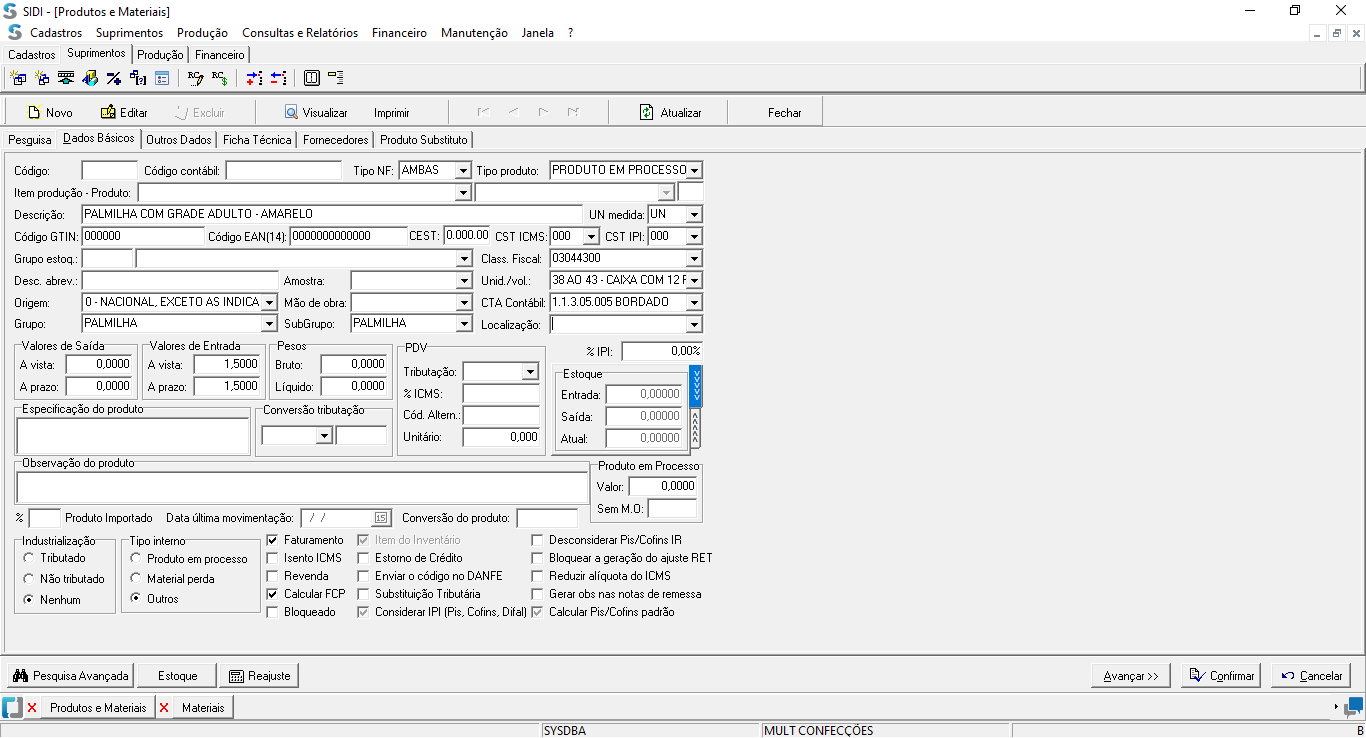 SIDI - [Produtos e Materiais]
Cadastros Suprimentos Produção Consultas e Relatórios Financeiro Manutenção Janela ?
Cadastros Suprimentos Produção Financeiro
Novo Editar Excluir Visualizar Imprimir Atualizar Fechar
Pesquisa Dados Básicos Outros Dados Ficha Técnica Fornecedores Produto Substituto
Código: Código contábil: Tipo NF: AMBAS Tipo produto: PRODUTO EM PROCESSO
Item produção - Produto:
Descrição: PALMILHA COM GRADE ADULTO - AMARELO UN medida: UN
Código GTIN: 000000 Código EAN(14): 0000000000000 CEST: 0.000.00 CST ICMS: 000 CST IPI: 000
Grupo estoq.: Class. Fiscal: 03044300
Desc. abrev.: Amostra: Unid./vol.: 38 AO 43 - CAIXA COM 12 F
Origem: 0 - NACIONAL, EXCETO AS INDICA Mão de obra: CTA Contábil: 1.1.3.05.005 BORDADO
Grupo: PALMILHA SubGrupo: PALMILHA Localização:
Valores de Saída Valores de Entrada Pesos PDV % IPI: 0,00%
A vista: 0,0000 A vista: 1,5000 Bruto: 0,0000 Tributação: Estoque
A prazo: 0,0000 A prazo: 1,5000 Líquido: 0,0000 % ICMS: Entrada: 0,00000
Especificação do produto Conversão tributação Cód. Altern.: Saída: 0,00000
Unitário: 0,000 Atual: 0,00000
Observação do produto Produto em Processo
Valor: 0,0000
Sem M.O:
% Produto Importado Data última movimentação: / / 15 Conversão do produto:
Industrialização Tipo interno Faturamento Item do Inventário Desconsiderar Pis/Cofins IR
Tributado Produto em processo Isento ICMS Estorno de Crédito Bloquear a geração do ajuste RET
Não tributado Material perda Revenda Enviar o código no DANFE Reduzir alíquota do ICMS
Nenhum Outros Calcular FCP Substituição Tributária Gerar obs nas notas de remessa
Bloqueado Considerar IPI (Pis, Cofins, Difal) Calcular Pis/Cofins padrão
Pesquisa Avançada Estoque Reajuste Avançar >> Confirmar Cancelar
Produtos e Materiais Materiais
SYSDBA MULT CONFECÇÕES B